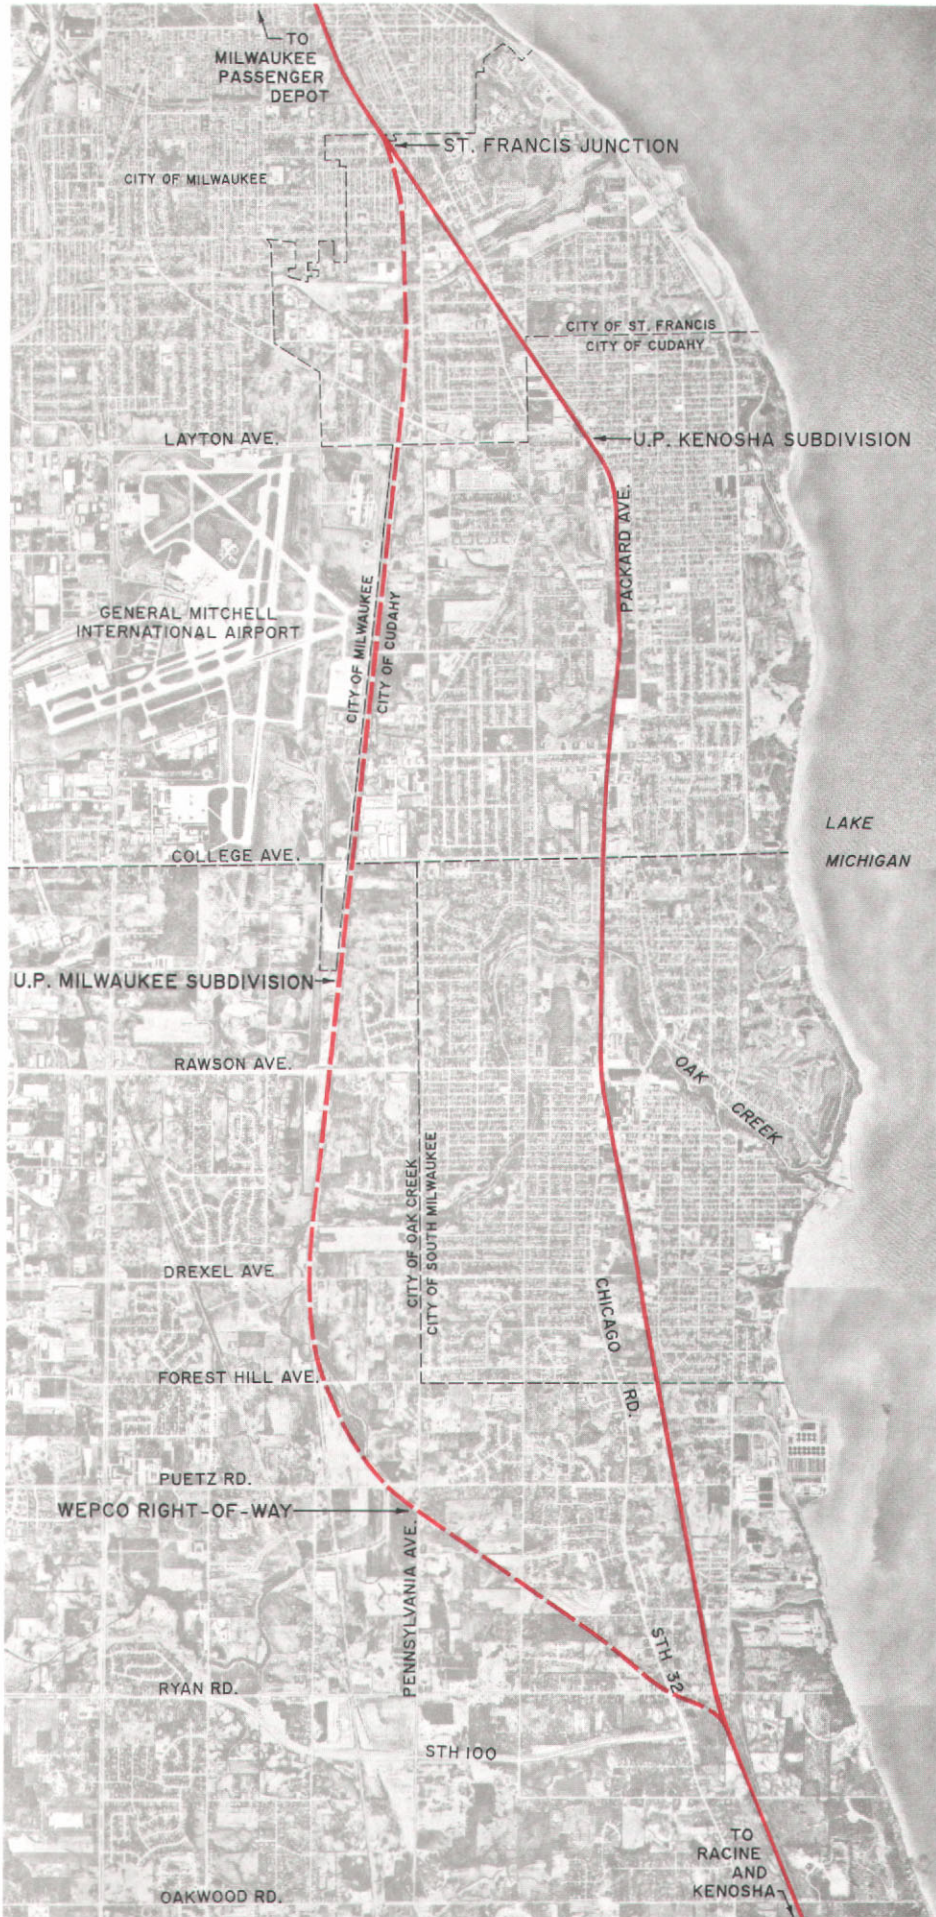 TO
MILWAUKEE
PASSENGER
DEPOT
ST. FRANCIS JUNCTION
CITY OF MILWAUKEE
CITY OF ST. FRANCIS
CITY OF CUDAHY
LAYTON AVE.
U.P. KENOSHA SUBDIVISION
PACKARD AVE.
GENERAL MITCHELL
INTERNATIONAL AIRPORT
CITY OF MILWAUKEE
CITY OF CUDAHY
LAKE
MICHIGAN
COLLEGE AVE.
U.P. MILWAUKEE SUBDIVISION
RAWSON AVE.
OAK
CREEK
CITY OF OAK CREEK
CITY OF SOUTH MILWAUKEE
DREXEL AVE
CHICAGO
RD.
FOREST HILL AVE.
PUETZ RD.
WEPCO RIGHT-OF-WAY
PENNSYLVANIA AVE.
STH 32
RYAN RD.
STH 100
TO
RACINE
AND
KENOSHA
OAKWOOD RD.